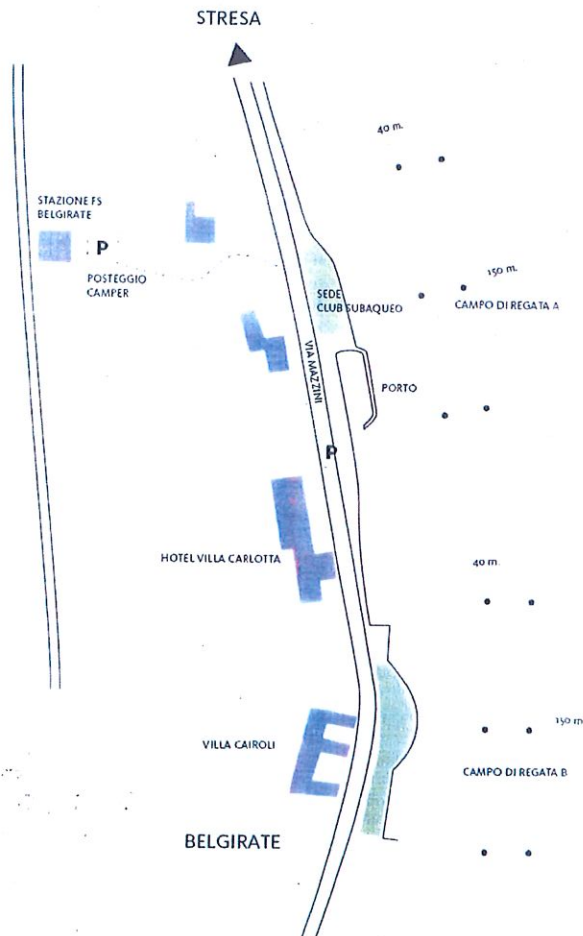 STRESA
40 m.
STAZIONE FS
BELGIRATE
P
POSTEGGIO
CAMPER
150 m.
SEDE
CLUB SUBAQUEO
CAMPO DI REGATA A
VIA MAZZINI
PORTO
P
HOTEL VILLA CARLOTTA
40 m.
150 m
VILLA CAIROLI
CAMPO DI REGATA B
BELGIRATE